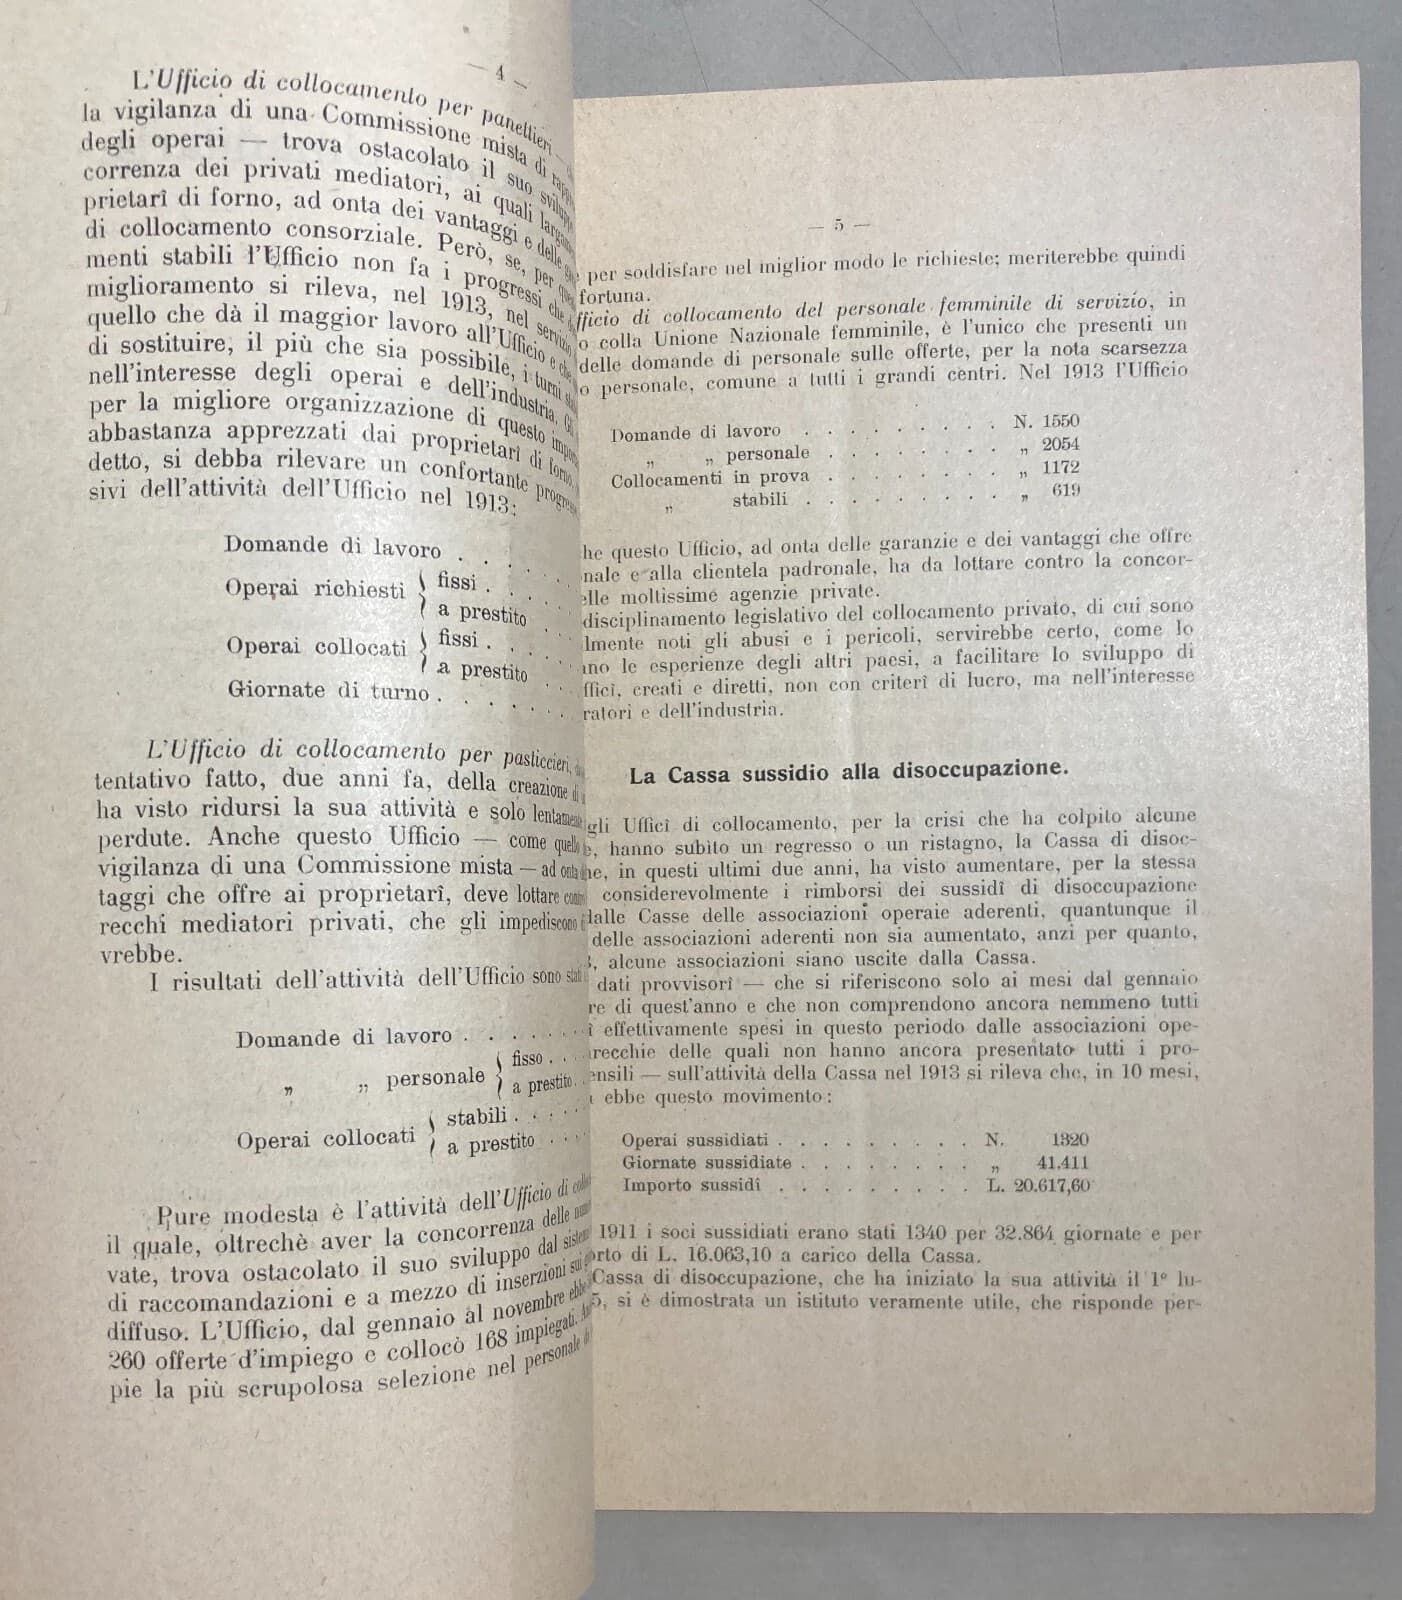 — 4 —
L'Ufficio di collocamento per panettieri —
la vigilanza di una Commissione mista di
degli operai — trova ostacolato il suo
correnza dei privati mediatori, ai quali
prietarî di forno, ad onta dei vantaggi e delle
di collocamento consorziale. Però, se, per
menti stabili l'Ufficio non fa i progressi che
miglioramento si rileva, nel 1913, nel servizio
quello che dà il maggior lavoro all'Ufficio e che
di sostituire, il più che sia possibile, i turni
nell'interesse degli operai e dell'industria.
per la migliore organizzazione di questo
abbastanza apprezzati dai proprietarî di forno,
detto, si debba rilevare un confortante
sivi dell'attività dell'Ufficio nel 1913:
Domande di lavoro . . . . .
Operai richiesti { fissi . . . .
{ a prestito . .
Operai collocati { fissi . . . .
{ a prestito . .
Giornate di turno . . . . . .
L'Ufficio di collocamento per pasticcieri,
tentativo fatto, due anni fa, della creazione di
ha visto ridursi la sua attività e solo lentamente
perdute. Anche questo Ufficio — come quello
vigilanza di una Commissione mista — ad onta
taggi che offre ai proprietarî, deve lottare
recchi mediatori privati, che gli impediscono
vrebbe.
I risultati dell'attività dell'Ufficio sono
Domande di lavoro . . . . . .
„ „ personale { fisso . . .
{ a prestito .
Operai collocati { stabili . . . .
{ a prestito . . .
Pure modesta è l'attività dell'Ufficio di
il quale, oltrechè aver la concorrenza delle
vate, trova ostacolato il suo sviluppo dal
di raccomandazioni e a mezzo di inserzioni sui
diffuso. L'Ufficio, dal gennaio al novembre ebbe
260 offerte d'impiego e collocò 168 impiegati.
pie la più scrupolosa selezione nel personale
— 5 —
per soddisfare nel miglior modo le richieste; meriterebbe quindi
fortuna.
fficio di collocamento del personale femminile di servizio, in
o colla Unione Nazionale femminile, è l'unico che presenti un
delle domande di personale sulle offerte, per la nota scarsezza
o personale, comune a tutti i grandi centri. Nel 1913 l'Ufficio
Domande di lavoro . . . . . . . . . N. 1550
„ „ personale . . . . . . . . „ 2054
Collocamenti in prova . . . . . . . . „ 1172
„ stabili . . . . . . . . . „ 619
he questo Ufficio, ad onta delle garanzie e dei vantaggi che offre
nale e alla clientela padronale, ha da lottare contro la concor-
elle moltissime agenzie private.
disciplinamento legislativo del collocamento privato, di cui sono
lmente noti gli abusi e i pericoli, servirebbe certo, come lo
ano le esperienze degli altri paesi, a facilitare lo sviluppo di
fficî, creati e diretti, non con criterî di lucro, ma nell'interesse
ratori e dell'industria.
La Cassa sussidio alla disoccupazione.
gli Ufficî di collocamento, per la crisi che ha colpito alcune
e, hanno subìto un regresso o un ristagno, la Cassa di disoc-
ne, in questi ultimi due anni, ha visto aumentare, per la stessa
considerevolmente i rimborsi dei sussidî di disoccupazione
dalle Casse delle associazioni operaie aderenti, quantunque il
delle associazioni aderenti non sia aumentato, anzi per quanto,
3, alcune associazioni siano uscite dalla Cassa.
dati provvisorî — che si riferiscono solo ai mesi dal gennaio
re di quest'anno e che non comprendono ancora nemmeno tutti
î effettivamente spesi in questo periodo dalle associazioni ope-
arecchie delle quali non hanno ancora presentato tutti i pro-
ensili — sull'attività della Cassa nel 1913 si rileva che, in 10 mesi,
ebbe questo movimento:
Operai sussidiati . . . . . . . . . N. 1320
Giornate sussidiate . . . . . . . . „ 41.411
Importo sussidî . . . . . . . . . L. 20.617,60
1911 i soci sussidiati erano stati 1340 per 32.864 giornate e per
orto di L. 16.063,10 a carico della Cassa.
Cassa di disoccupazione, che ha iniziato la sua attività il 1º lu-
5, si è dimostrata un istituto veramente utile, che risponde per-